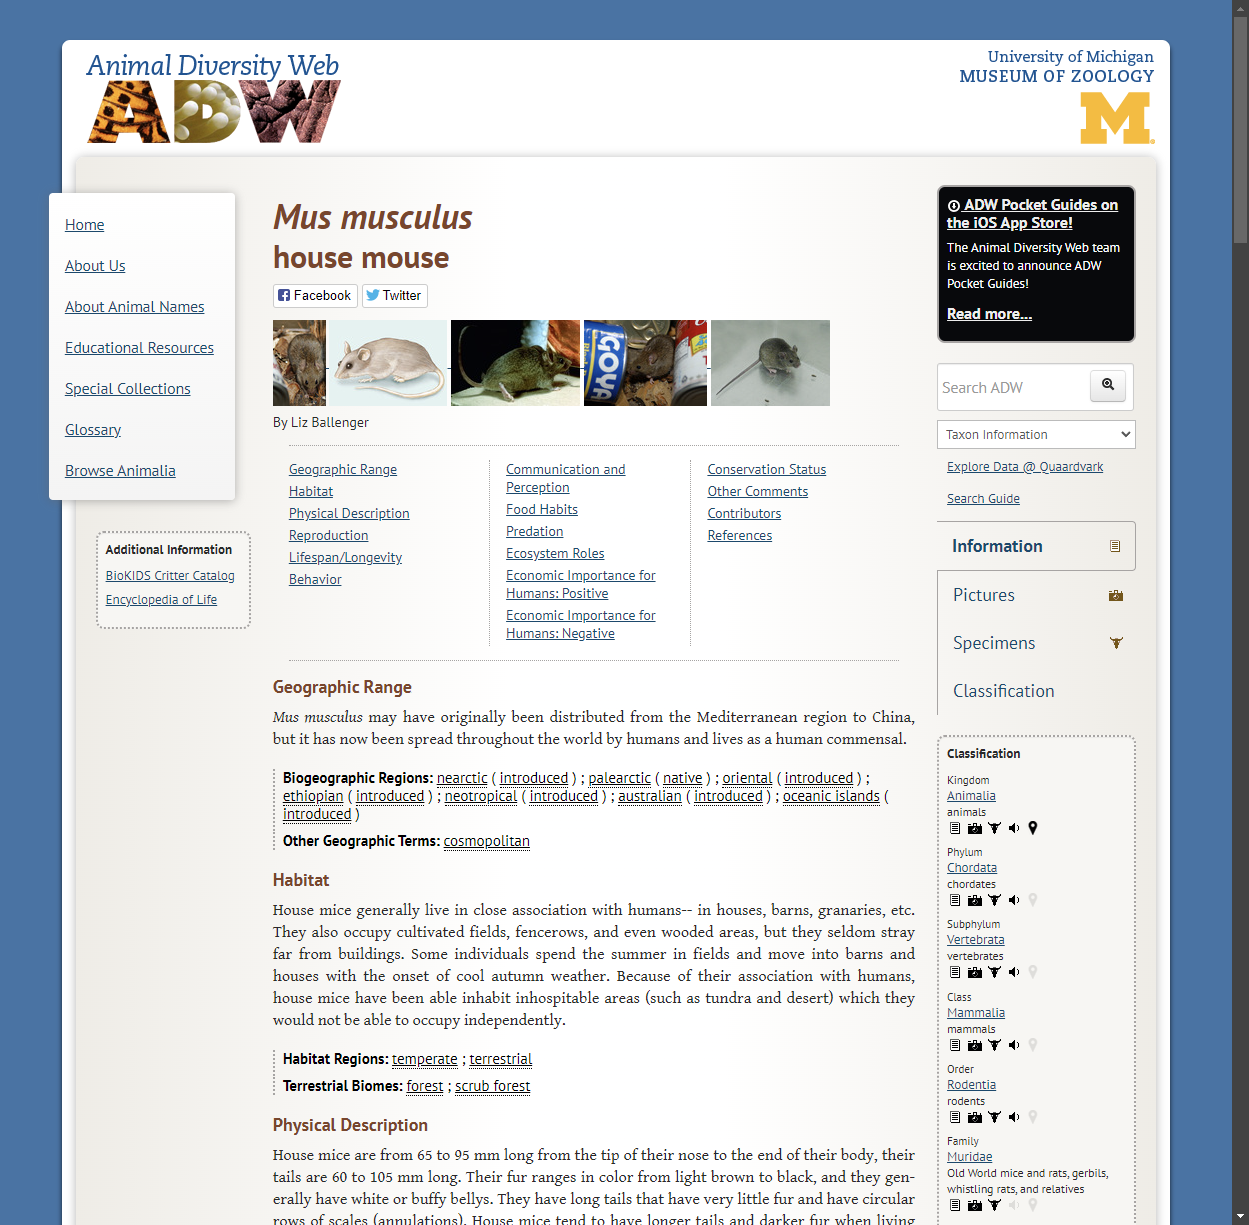 Animal Diversity Web
ADW
University of Michigan
MUSEUM OF ZOOLOGY
M
Home
About Us
About Animal Names
Educational Resources
Special Collections
Glossary
Browse Animalia
Additional Information
BioKIDS Critter Catalog
Encyclopedia of Life
Mus musculus
house mouse
Facebook
Twitter
GOYA
By Liz Ballenger
Geographic Range
Habitat
Physical Description
Reproduction
Lifespan/Longevity
Behavior
Communication and
Perception
Food Habits
Predation
Ecosystem Roles
Economic Importance for
Humans: Positive
Economic Importance for
Humans: Negative
Conservation Status
Other Comments
Contributors
References
Geographic Range
Mus musculus may have originally been distributed from the Mediterranean region to China,
but it has now been spread throughout the world by humans and lives as a human commensal.
Biogeographic Regions: nearctic ( introduced ) ; palearctic ( native ) ; oriental ( introduced ) ;
ethiopian ( introduced ) ; neotropical ( introduced ) ; australian ( introduced ) ; oceanic islands (
introduced )
Other Geographic Terms: cosmopolitan
Habitat
House mice generally live in close association with humans-- in houses, barns, granaries, etc.
They also occupy cultivated fields, fencerows, and even wooded areas, but they seldom stray
far from buildings. Some individuals spend the summer in fields and move into barns and
houses with the onset of cool autumn weather. Because of their association with humans,
house mice have been able inhabit inhospitable areas (such as tundra and desert) which they
would not be able to occupy independently.
Habitat Regions: temperate ; terrestrial
Terrestrial Biomes: forest ; scrub forest
Physical Description
House mice are from 65 to 95 mm long from the tip of their nose to the end of their body, their
tails are 60 to 105 mm long. Their fur ranges in color from light brown to black, and they gen-
erally have white or buffy bellys. They have long tails that have very little fur and have circular
rows of scales (annulations). House mice tend to have longer tails and darker fur when living
ADW Pocket Guides on
the iOS App Store!
The Animal Diversity Web team
is excited to announce ADW
Pocket Guides!
Read more...
Search ADW
Taxon Information
Explore Data @ Quaardvark
Search Guide
Information
Pictures
Specimens
Classification
Classification
Kingdom
Animalia
animals
Phylum
Chordata
chordates
Subphylum
Vertebrata
vertebrates
Class
Mammalia
mammals
Order
Rodentia
rodents
Family
Muridae
Old World mice and rats, gerbils,
whistling rats, and relatives